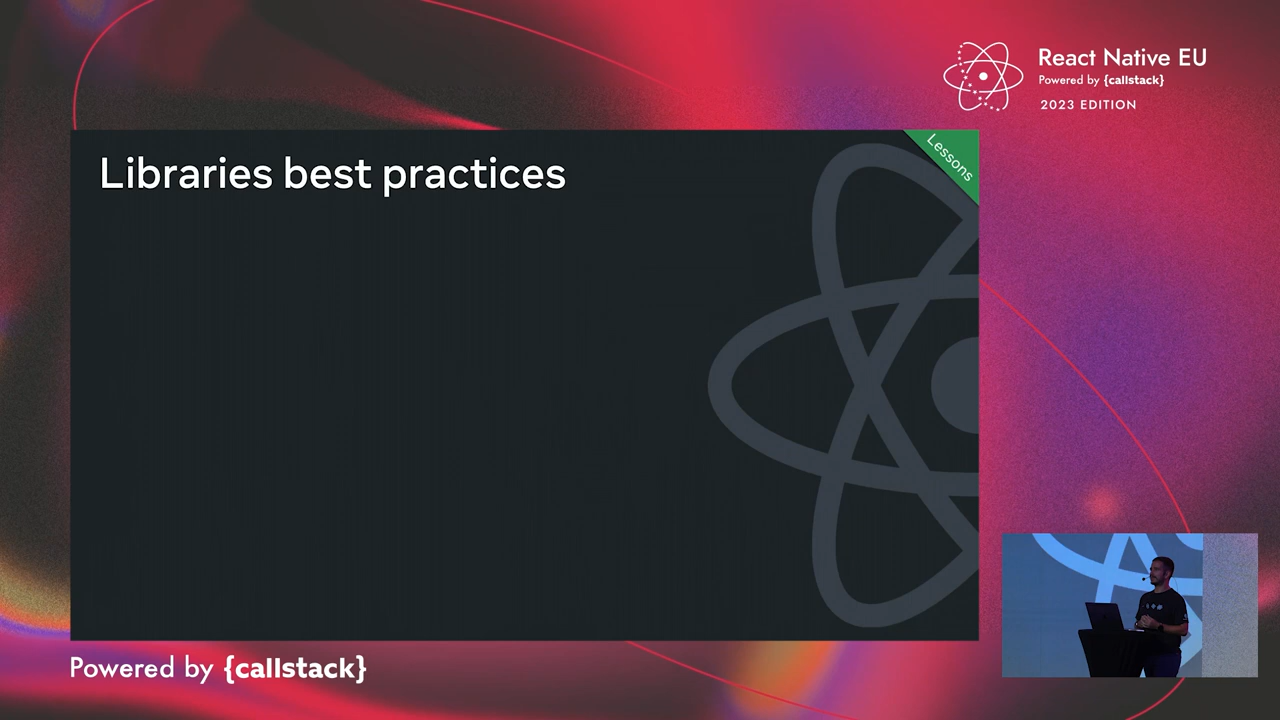 React Native EU
Powered by {callstack}
2023 EDITION
Lessons
Libraries best practices
Powered by {callstack}